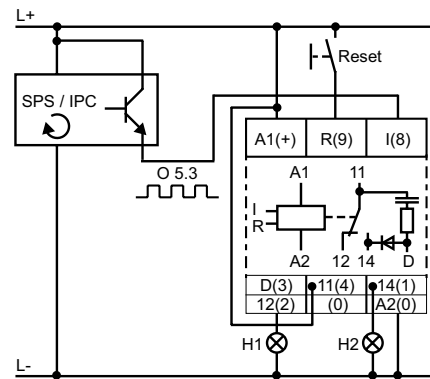 L+
Reset
SPS / IPC
A1(+) R(9) I(8)
O 5.3
A1 11
I
R
A2 12 14 D
D(3) 11(4) 14(1)
12(2) (0) A2(0)
H1 H2
L-